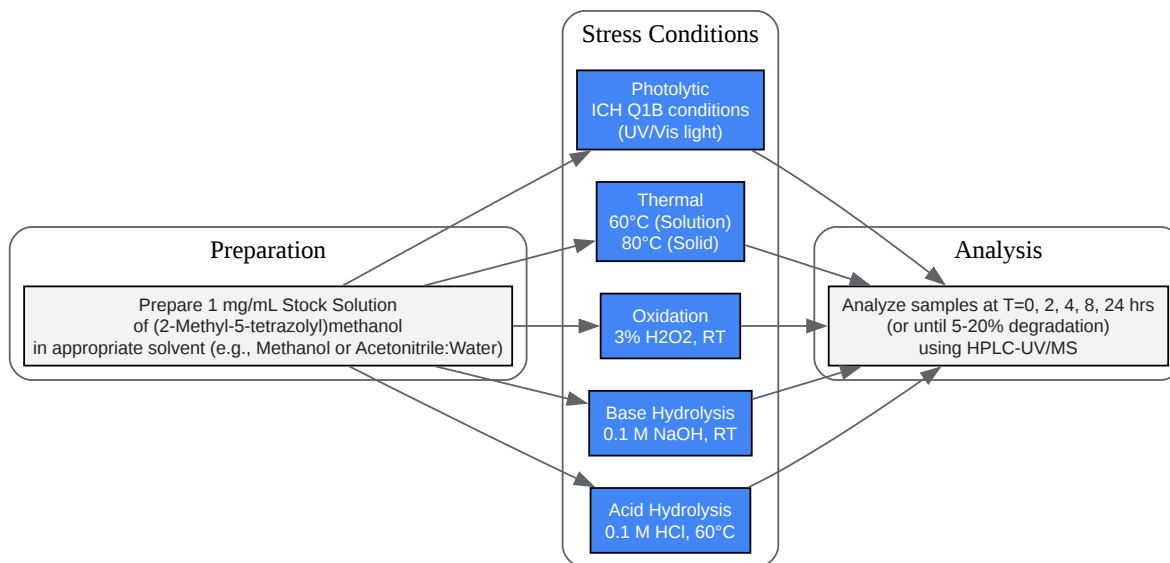 Preparation
Prepare 1 mg/mL Stock Solution
of (2-Methyl-5-tetrazolyl)methanol
in appropriate solvent (e.g., Methanol or Acetonitrile:Water)
Stress Conditions
Photolytic
ICH Q1B conditions
(UV/Vis light)
Thermal
60°C (Solution)
80°C (Solid)
Oxidation
3% H2O2, RT
Base Hydrolysis
0.1 M NaOH, RT
Acid Hydrolysis
0.1 M HCl, 60°C
Analysis
Analyze samples at T=0, 2, 4, 8, 24 hrs
(or until 5-20% degradation)
using HPLC-UV/MS